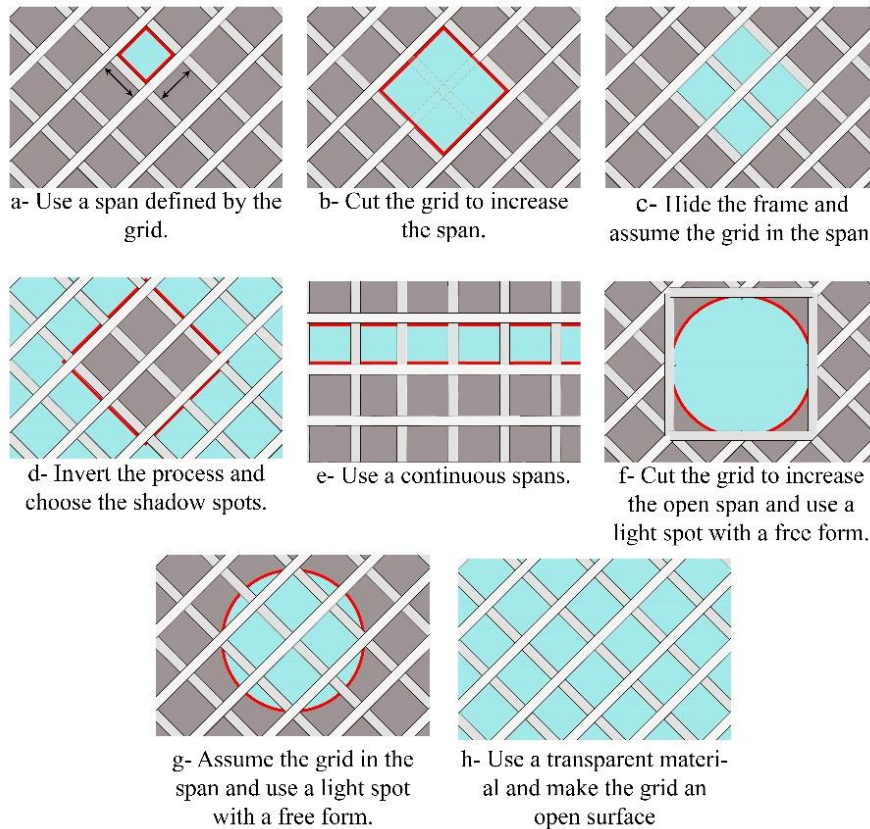 a- Use a span defined by the
grid.
b- Cut the grid to increase
the span.
c- Hide the frame and
assume the grid in the span
d- Invert the process and
choose the shadow spots.
e- Use a continuous spans.
f- Cut the grid to increase
the open span and use a
light spot with a free form.
g- Assume the grid in the
span and use a light spot
with a free form.
h- Use a transparent materi-
al and make the grid an
open surface